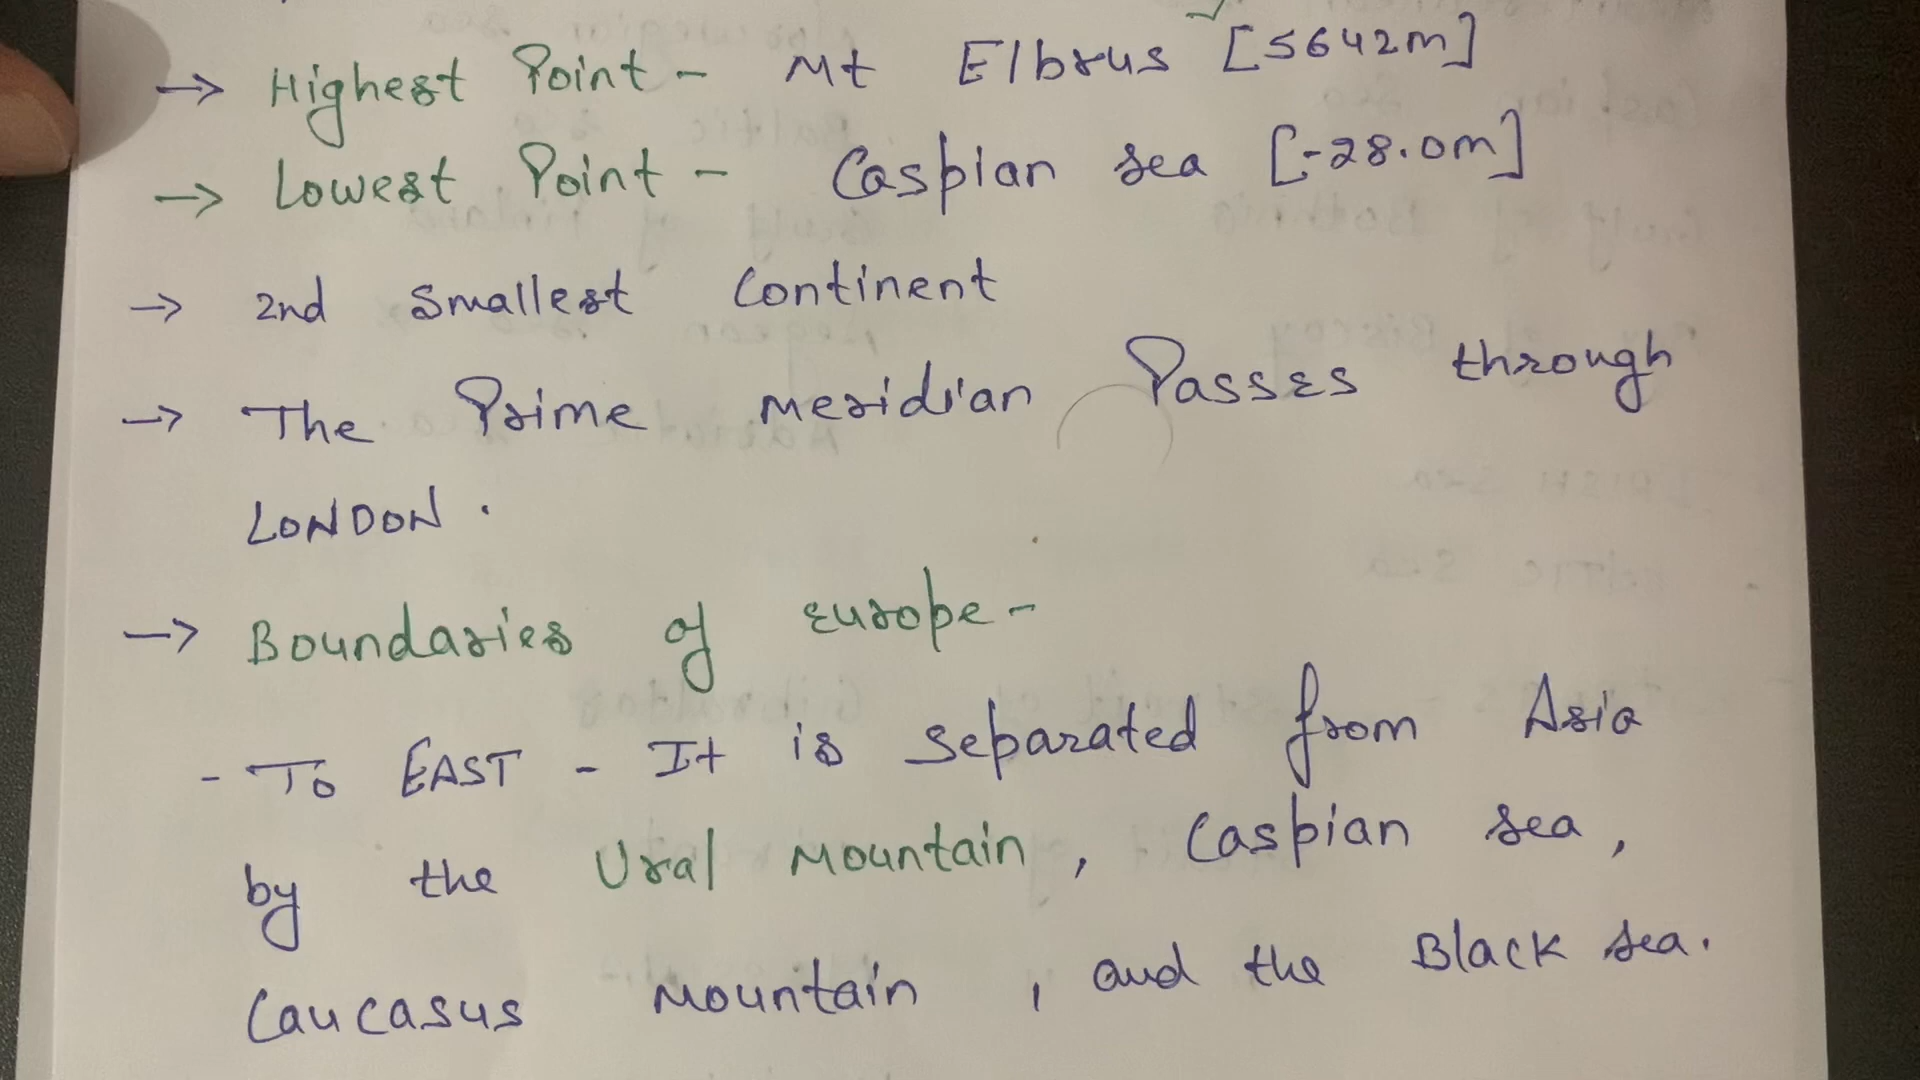 → Highest Point - Mt Elbrus [5642m]
→ Lowest Point - Caspian sea [-28.0m]
→ 2nd smallest continent
→ The Prime meridian Passes through
LONDON.
→ Boundaries of Europe -
- To EAST - It is separated from Asia
by the Ural Mountain, Caspian sea,
Caucasus Mountain, and the Black sea.